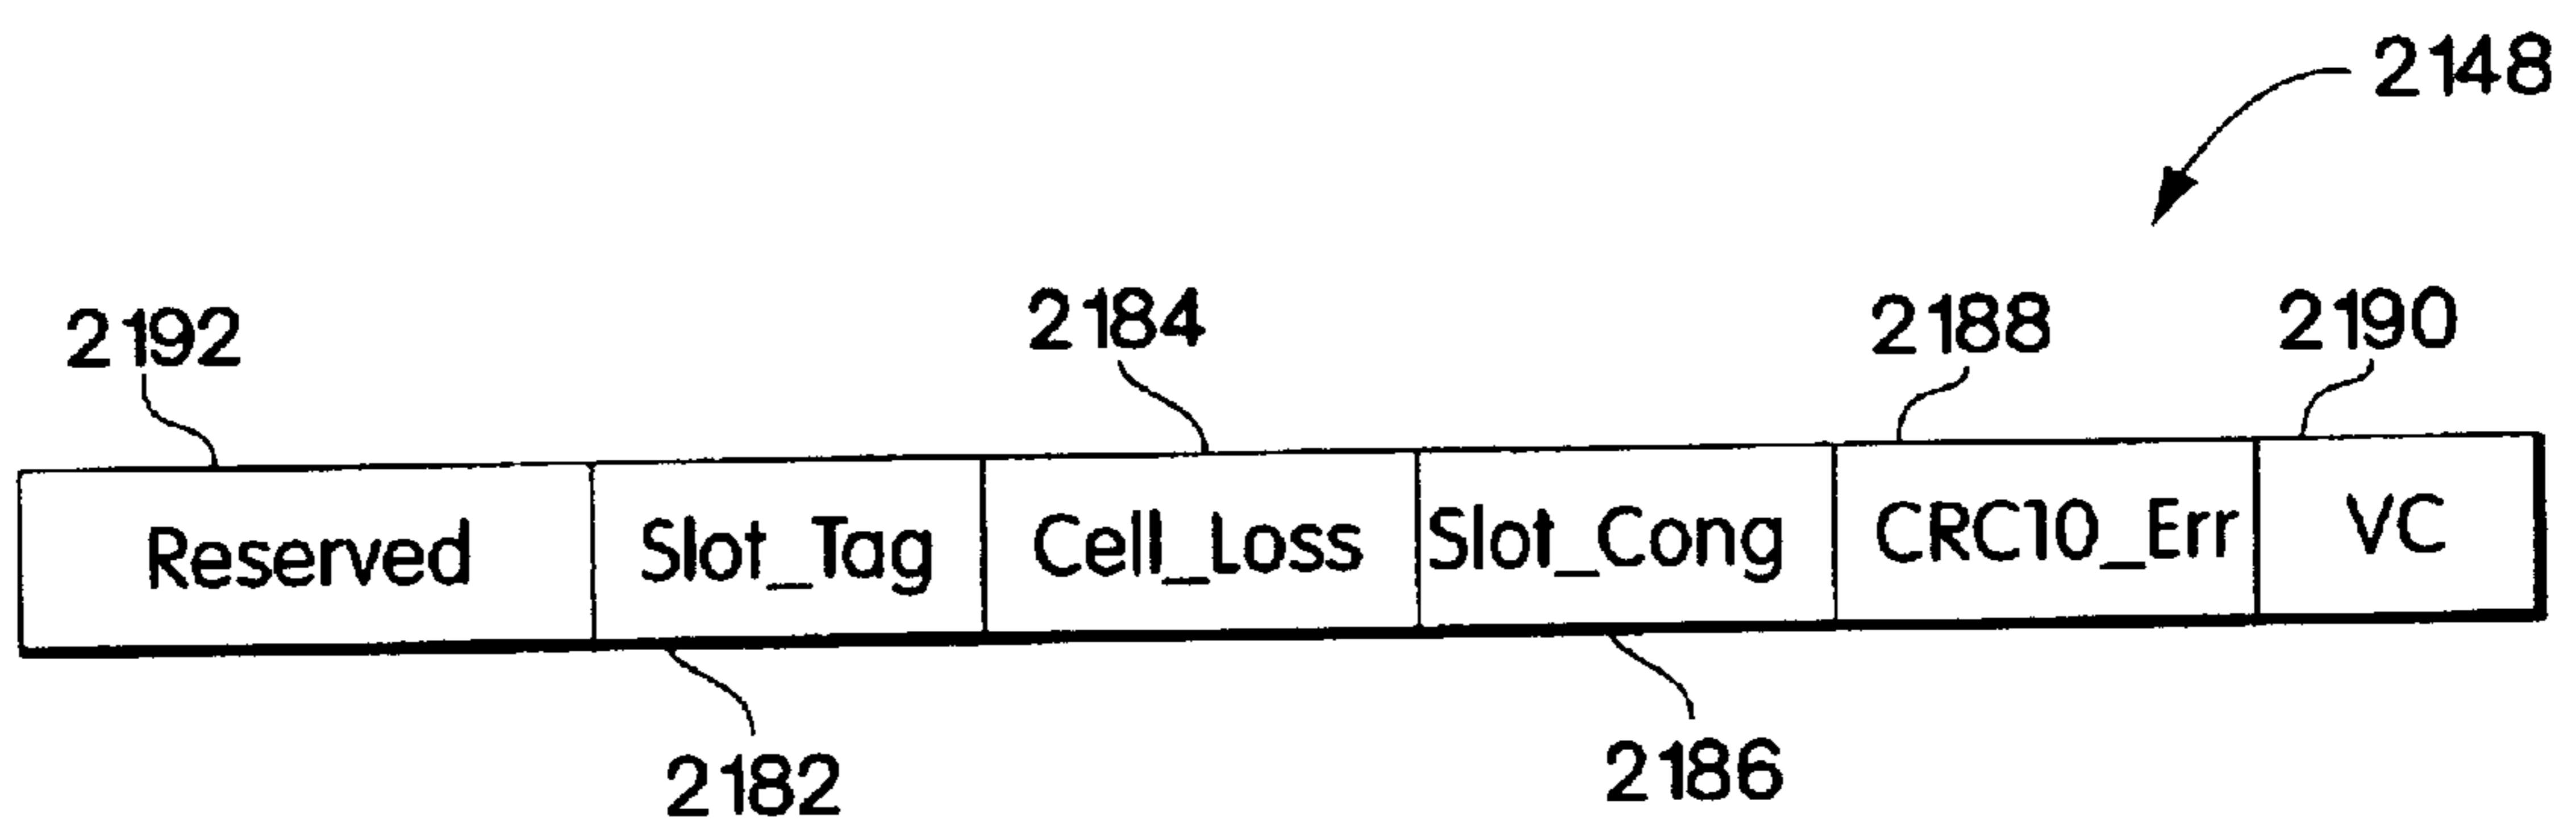 2148
2192 2184 2188 2190
Reserved Slot_Tag Cell_Loss Slot_Cong CRC10_Err VC
2182 2186